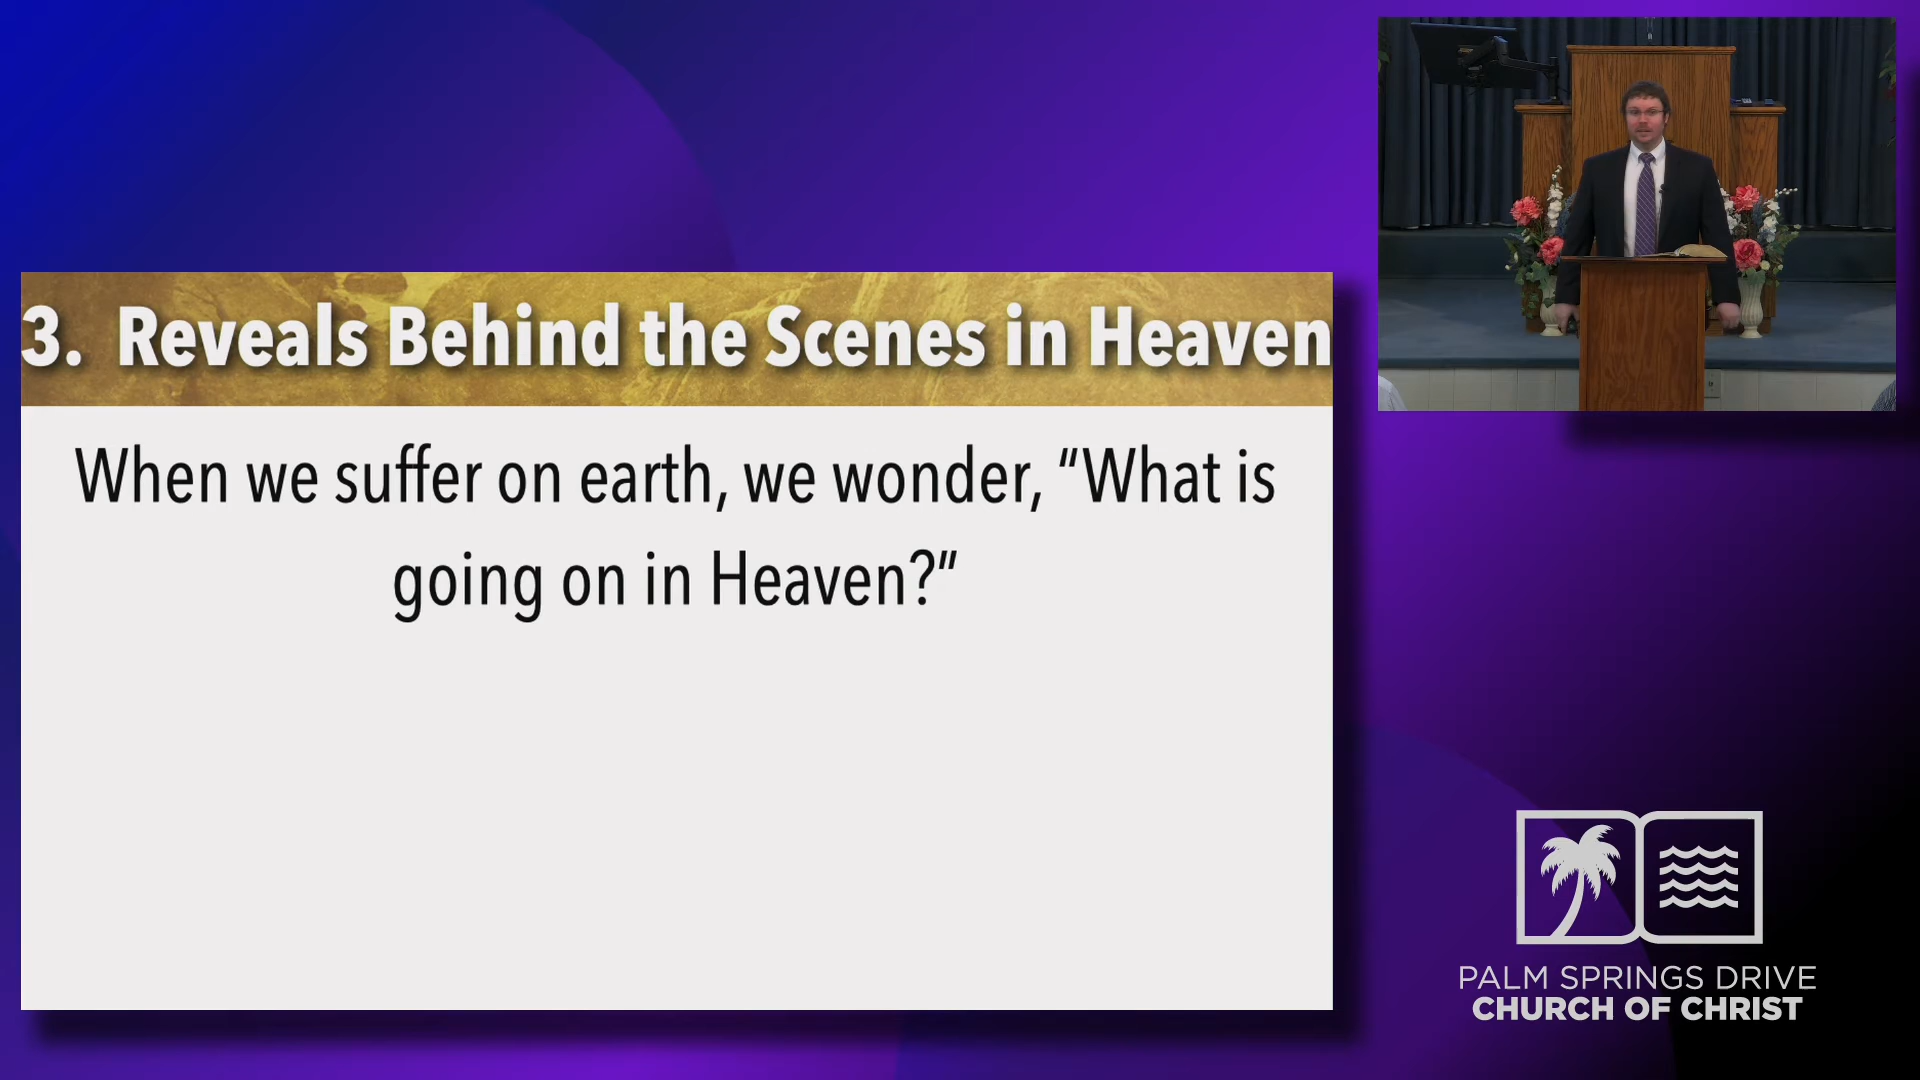 3. Reveals Behind the Scenes in Heaven
When we suffer on earth, we wonder, “What is
going on in Heaven?”
PALM SPRINGS DRIVE
CHURCH OF CHRIST